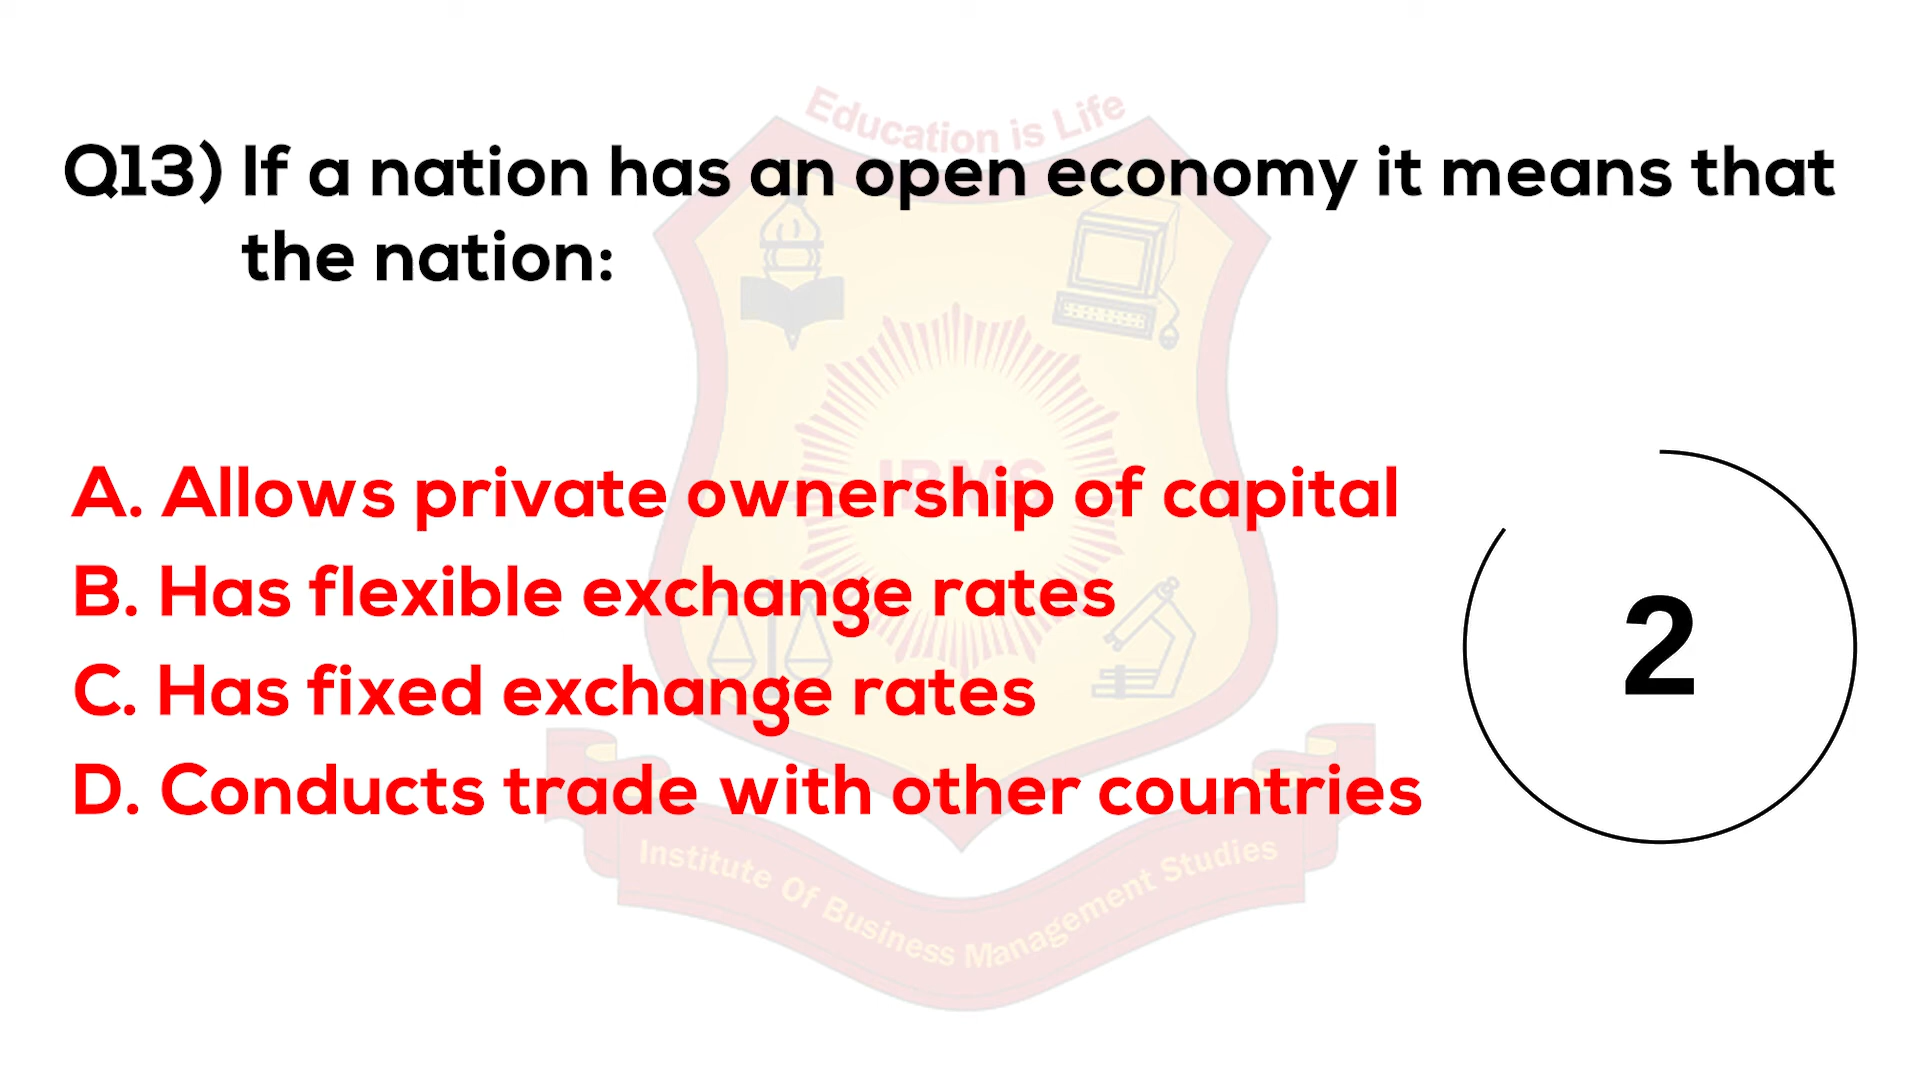 Education is Life
Q13) If a nation has an open economy it means that
the nation:
IBMS
A. Allows private ownership of capital
B. Has flexible exchange rates
C. Has fixed exchange rates
D. Conducts trade with other countries
2
Institute Of Business Management Studies